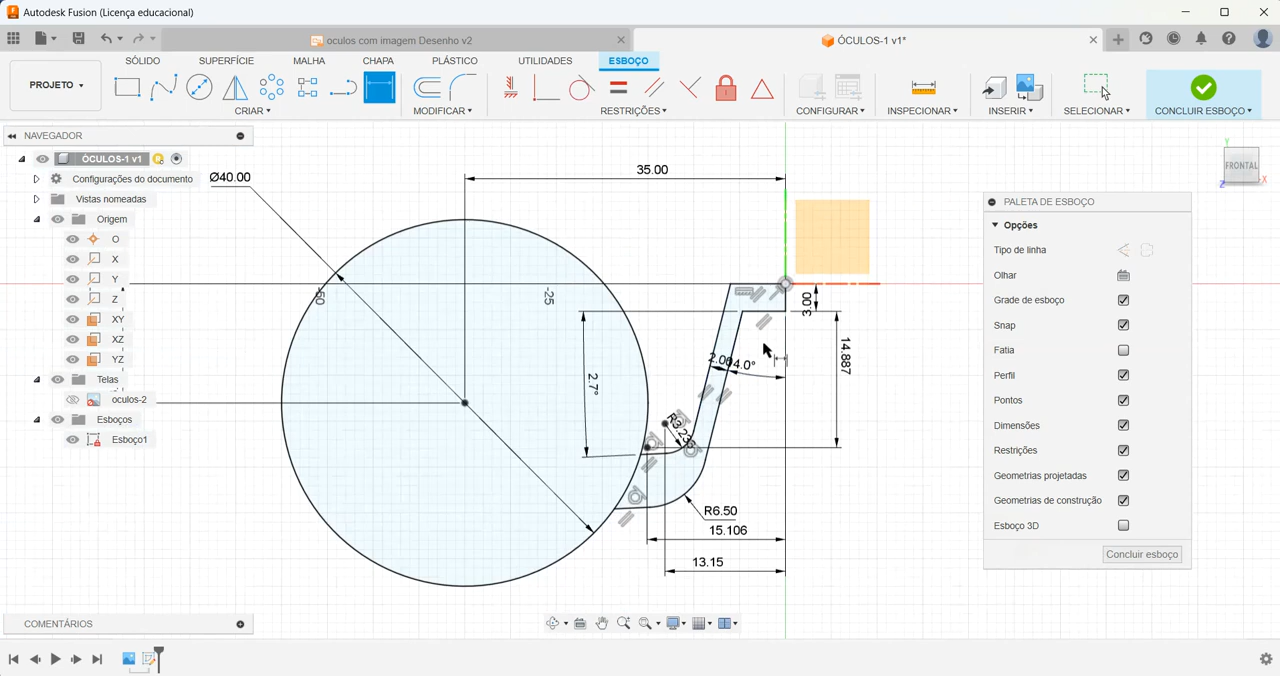 Autodesk Fusion (Licença educacional)
oculos com imagem Desenho v2
ÓCULOS-1 v1*
PROJETO
SÓLIDO
SUPERFÍCIE
MALHA
CHAPA
PLÁSTICO
UTILIDADES
ESBOÇO
CRIAR
MODIFICAR
RESTRIÇÕES
CONFIGURAR
INSPECIONAR
INSERIR
SELECIONAR
CONCLUIR ESBOÇO
NAVEGADOR
ÓCULOS-1 v1
Configurações do documento
Vistas nomeadas
Origem
O
X
Y
Z
XY
XZ
YZ
Telas
oculos-2
Esboços
Esboço1
Ø40.00
35.00
-50
-25
3.00
14.887
2.7°
R6.50
15.106
13.15
Y
FRONTAL
X
Z
PALETA DE ESBOÇO
Opções
Tipo de linha
Olhar
Grade de esboço
Snap
Fatia
Perfil
Pontos
Dimensões
Restrições
Geometrias projetadas
Geometrias de construção
Esboço 3D
Concluir esboço
COMENTÁRIOS